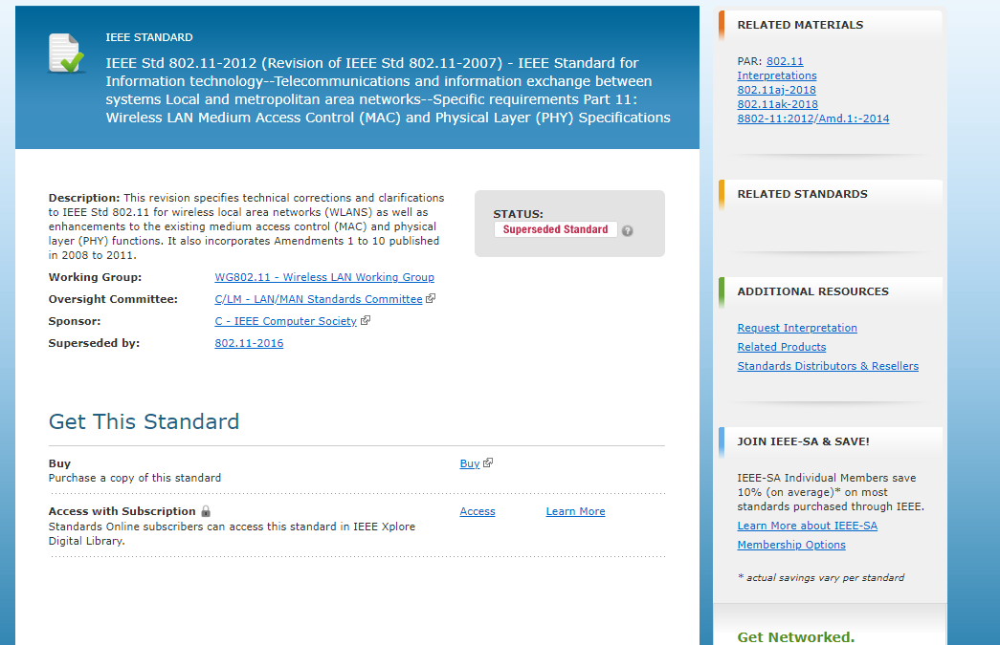 IEEE STANDARD
IEEE Std 802.11-2012 (Revision of IEEE Std 802.11-2007) - IEEE Standard for
Information technology--Telecommunications and information exchange between
systems Local and metropolitan area networks--Specific requirements Part 11:
Wireless LAN Medium Access Control (MAC) and Physical Layer (PHY) Specifications
Description: This revision specifies technical corrections and clarifications
to IEEE Std 802.11 for wireless local area networks (WLANS) as well as
enhancements to the existing medium access control (MAC) and physical
layer (PHY) functions. It also incorporates Amendments 1 to 10 published
in 2008 to 2011.
STATUS:
Superseded Standard ?
Working Group: WG802.11 - Wireless LAN Working Group
Oversight Committee: C/LM - LAN/MAN Standards Committee
Sponsor: C - IEEE Computer Society
Superseded by: 802.11-2016
Get This Standard
Buy Buy
Purchase a copy of this standard
Access with Subscription Access Learn More
Standards Online subscribers can access this standard in IEEE Xplore
Digital Library.
RELATED MATERIALS
PAR: 802.11
Interpretations
802.11aj-2018
802.11ak-2018
8802-11:2012/Amd.1:-2014
RELATED STANDARDS
ADDITIONAL RESOURCES
Request Interpretation
Related Products
Standards Distributors & Resellers
JOIN IEEE-SA & SAVE!
IEEE-SA Individual Members save
10% (on average)* on most
standards purchased through IEEE.
Learn More about IEEE-SA
Membership Options
* actual savings vary per standard
Get Networked.